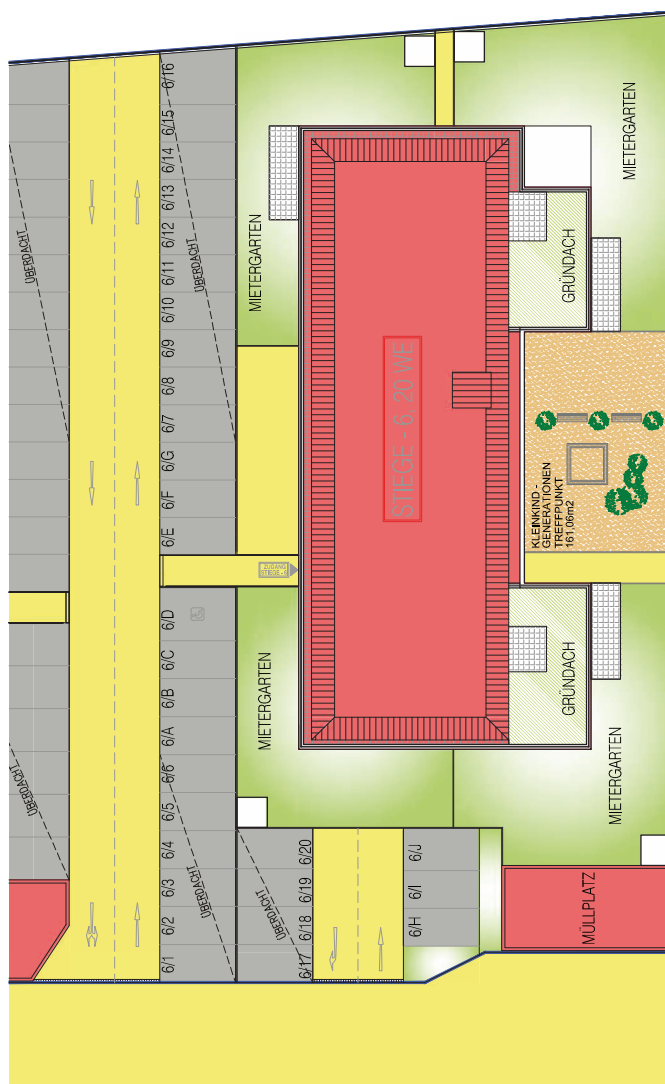 6/16
6/15
6/14
6/13
6/12
6/11
6/10
6/9
6/8
6/7
6/G
6/F
6/E
6/D
6/C
6/B
6/A
6/6
6/5
6/4
6/3
6/2
6/1
ÜBERDACHT
ÜBERDACHT
ÜBERDACHT
ÜBERDACHT
ÜBERDACHT
6/20
6/19
6/18
6/17
6/J
6/I
6/H
MIETERGARTEN
MIETERGARTEN
MIETERGARTEN
MIETERGARTEN
ZUGANG
STIEGE - 6
STIEGE - 6, 20 WE
GRÜNDACH
GRÜNDACH
KLEINKIND -
GENERATIONEN
TREFFPUNKT
161,06m2
MÜLLPLATZ